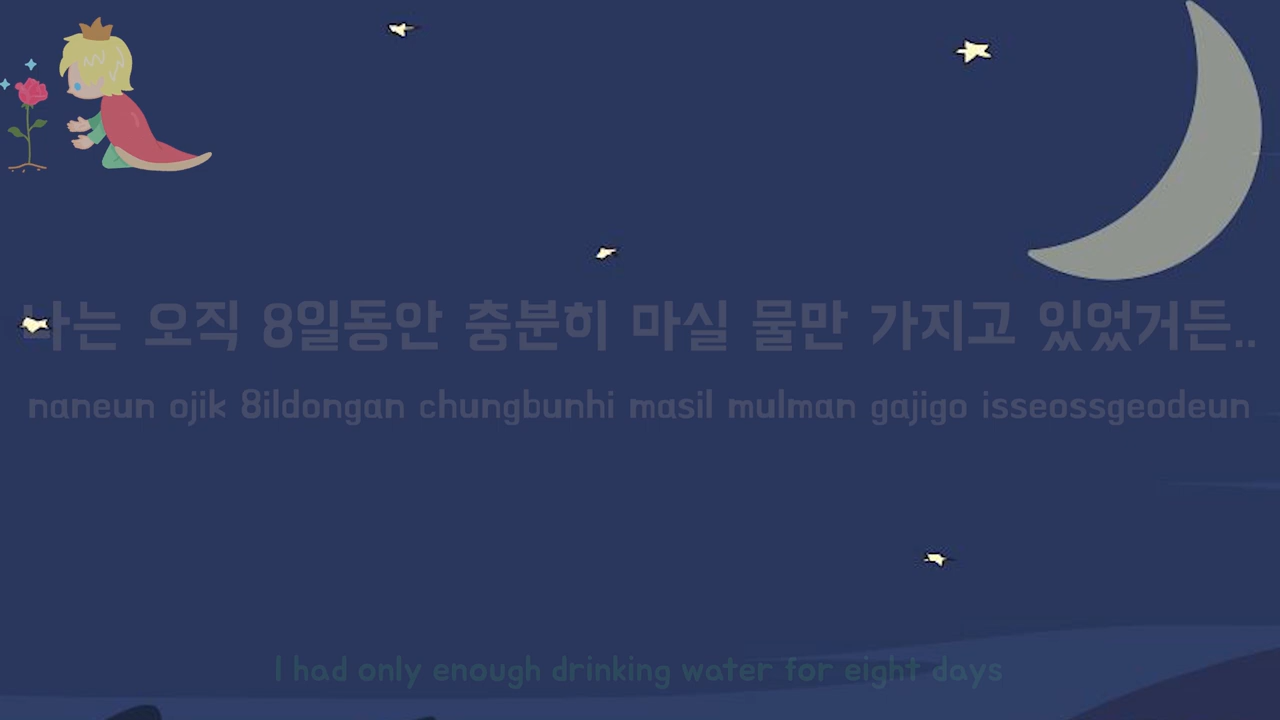 나는 오직 8일동안 충분히 마실 물만 가지고 있었거든..
naneun ojik 8ildongan chungbunhi masil mulman gajigo isseossgeodeun
I had only enough drinking water for eight days